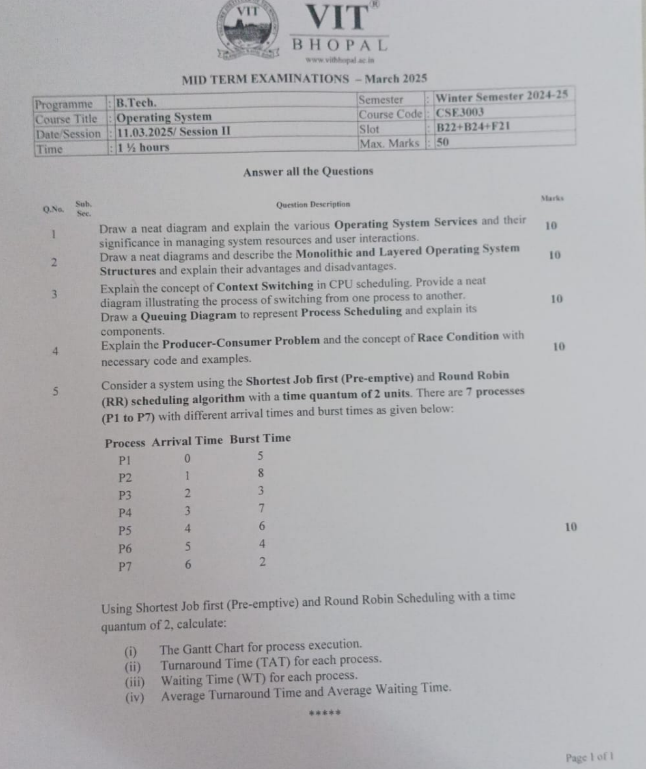 VIT
VIT®
BHOPAL
www.vitbhopal.ac.in
MID TERM EXAMINATIONS – March 2025
Programme : B.Tech. Semester : Winter Semester 2024-25
Course Title : Operating System Course Code : CSE3003
Date/Session : 11.03.2025/ Session II Slot : B22+B24+F21
Time : 1 ½ hours Max. Marks : 50
Answer all the Questions
Q.No. Sub. Sec. Question Description Marks
1 Draw a neat diagram and explain the various Operating System Services and their 10
significance in managing system resources and user interactions.
2 Draw a neat diagrams and describe the Monolithic and Layered Operating System 10
Structures and explain their advantages and disadvantages.
3 Explain the concept of Context Switching in CPU scheduling. Provide a neat
diagram illustrating the process of switching from one process to another. 10
Draw a Queuing Diagram to represent Process Scheduling and explain its
components.
4 Explain the Producer-Consumer Problem and the concept of Race Condition with 10
necessary code and examples.
5 Consider a system using the Shortest Job first (Pre-emptive) and Round Robin
(RR) scheduling algorithm with a time quantum of 2 units. There are 7 processes
(P1 to P7) with different arrival times and burst times as given below:
Process Arrival Time Burst Time
P1 0 5
P2 1 8
P3 2 3
P4 3 7
P5 4 6
10
P6 5 4
P7 6 2
Using Shortest Job first (Pre-emptive) and Round Robin Scheduling with a time
quantum of 2, calculate:
(i) The Gantt Chart for process execution.
(ii) Turnaround Time (TAT) for each process.
(iii) Waiting Time (WT) for each process.
(iv) Average Turnaround Time and Average Waiting Time.
*****
Page 1 of 1